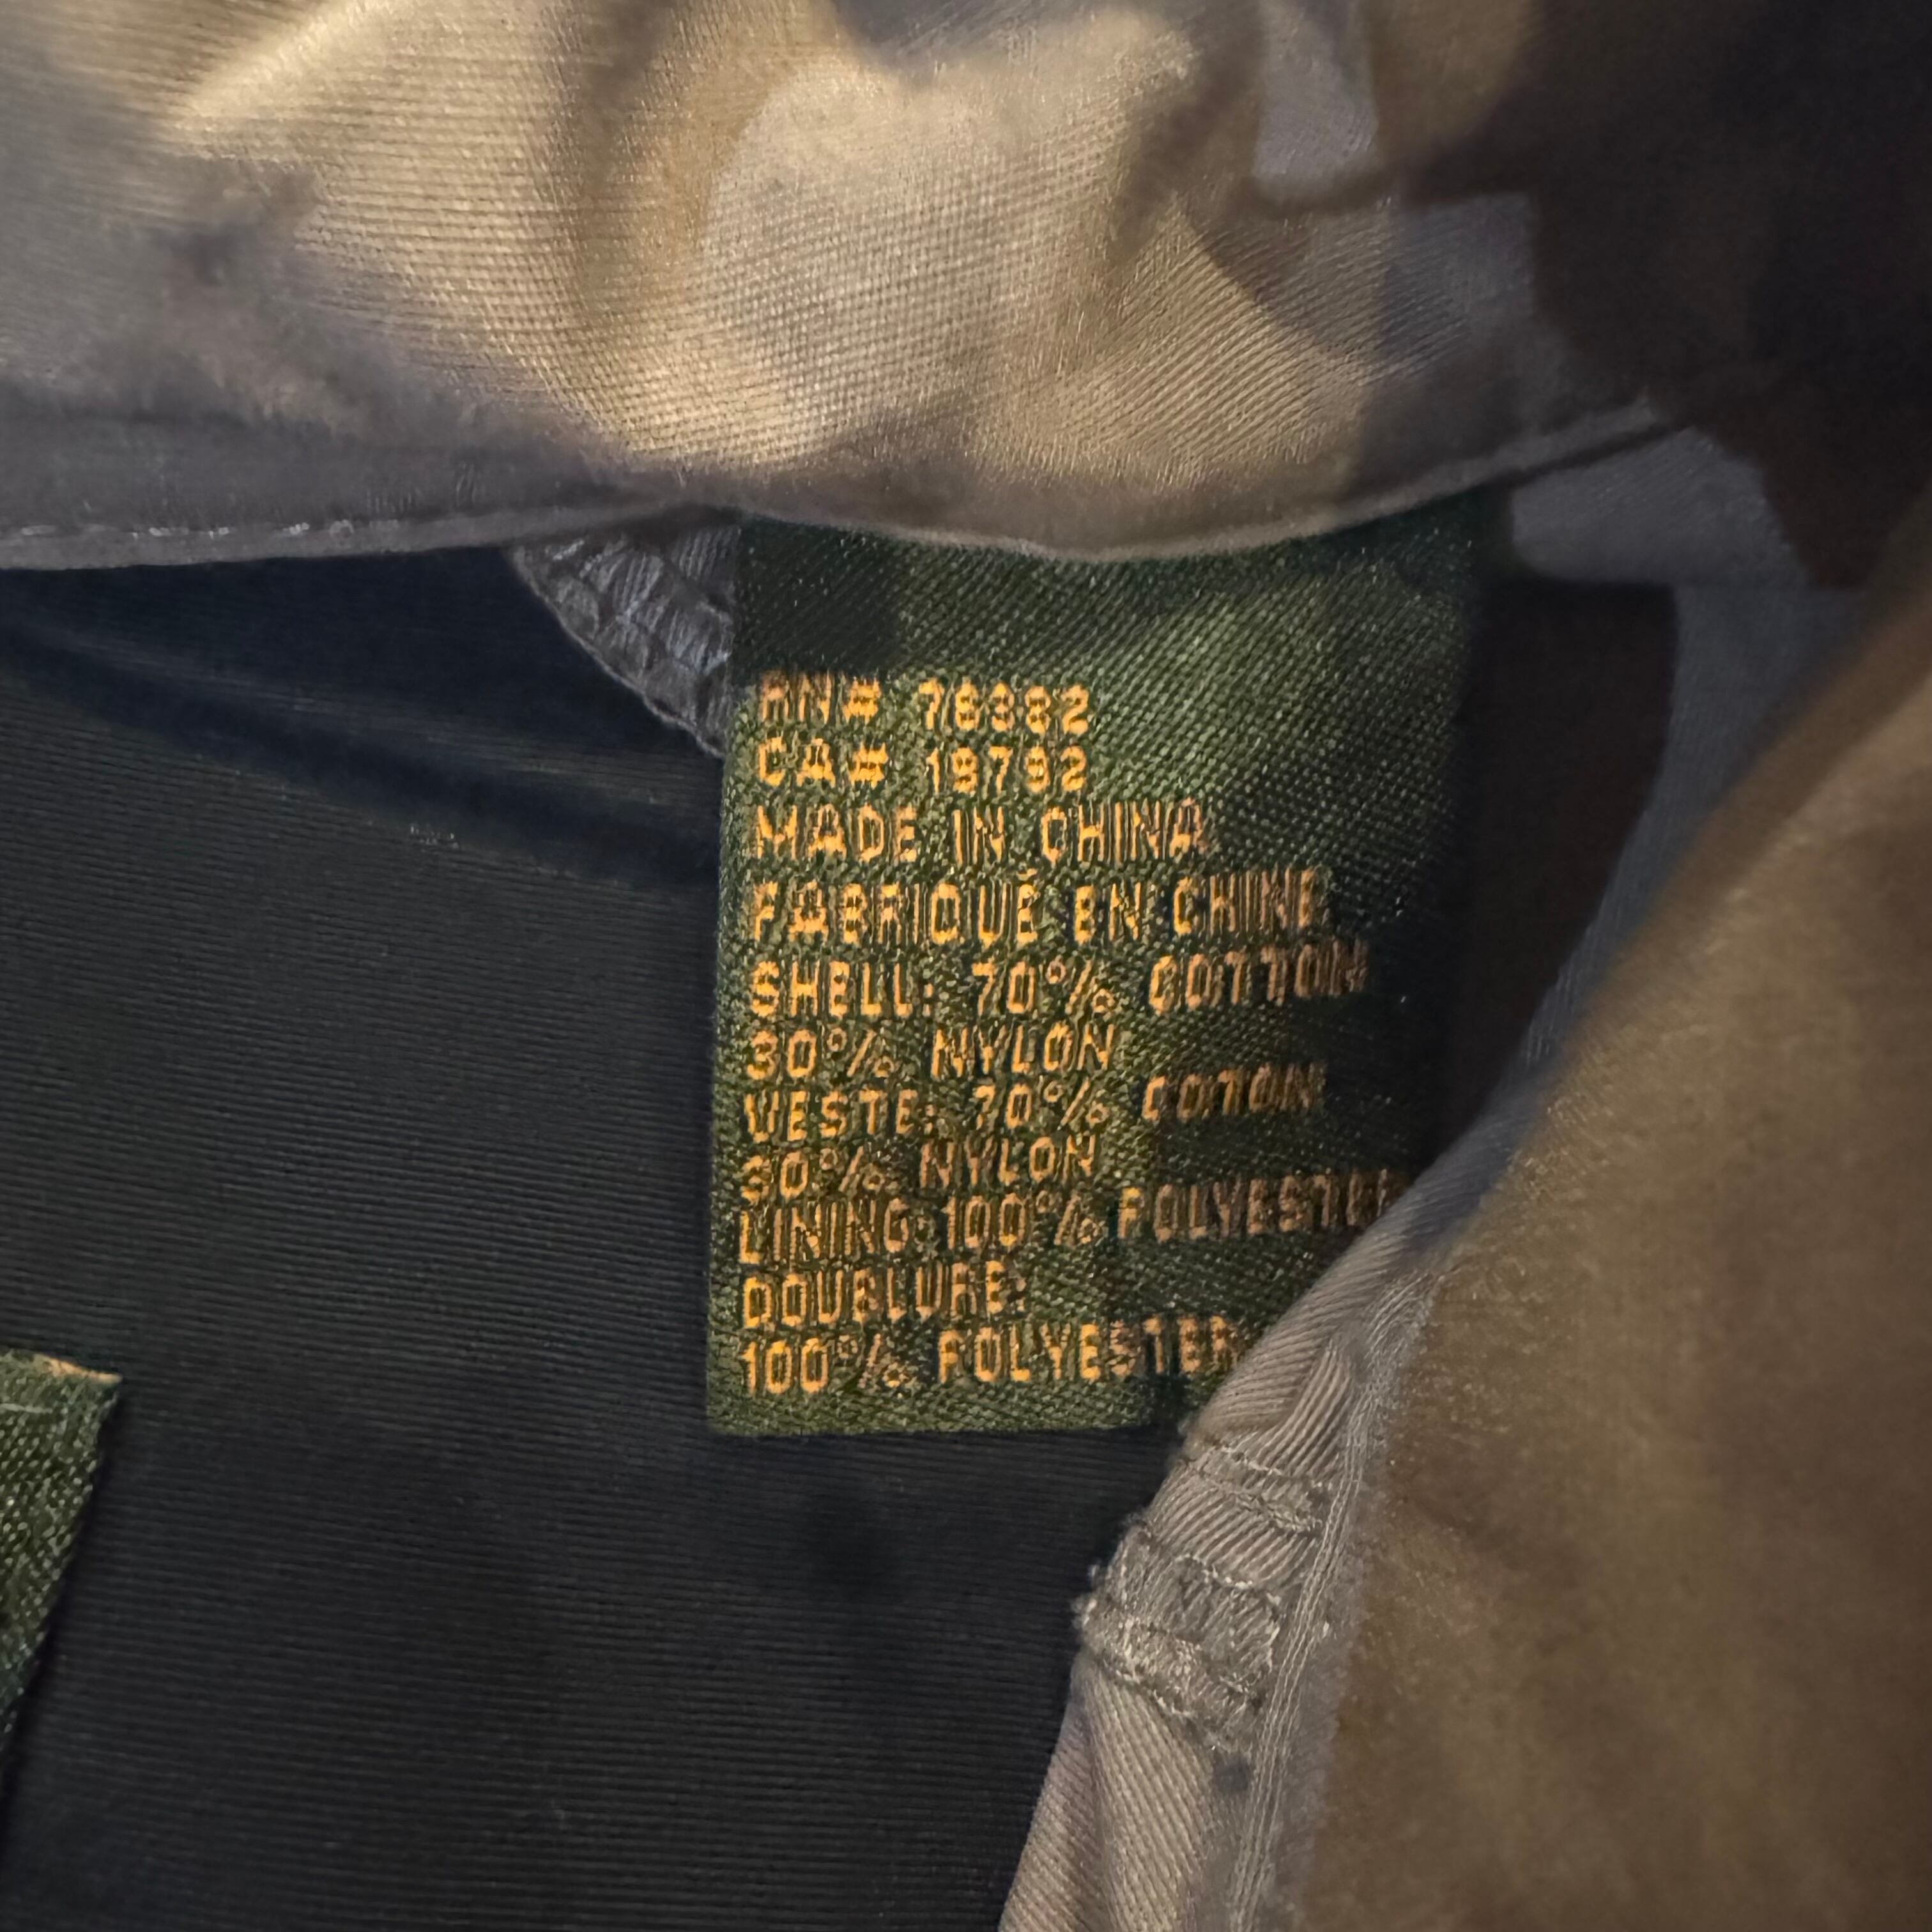 RN# 76382
CA# 19792
MADE IN CHINA
FABRIQUÉ EN CHINE
SHELL: 70% COTTON
30% NYLON
VESTE: 70% COTON
30% NYLON
LINING:100% POLYESTER
DOUBLURE:
100% POLYESTER